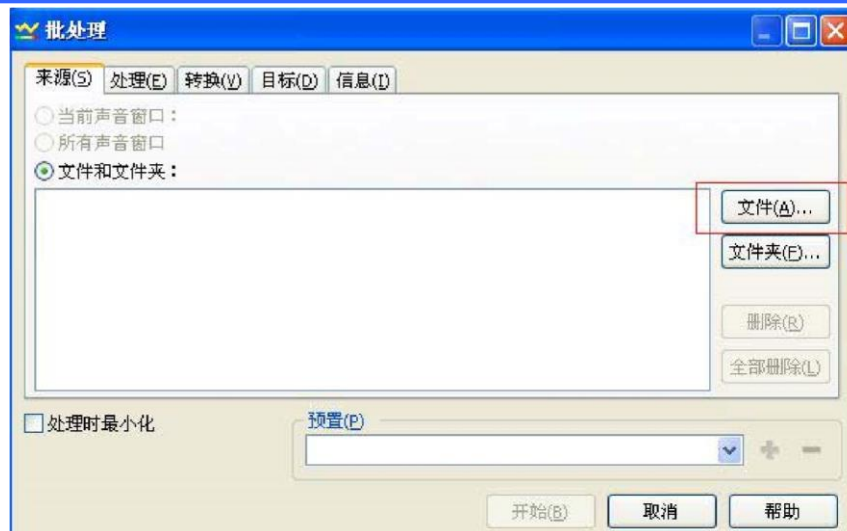 批处理
来源(S) 处理(E) 转换(V) 目标(D) 信息(I)
当前声音窗口：
所有声音窗口
文件和文件夹：
文件(A)...
文件夹(F)...
删除(R)
全部删除(L)
处理时最小化
预置(P)
开始(B) 取消 帮助